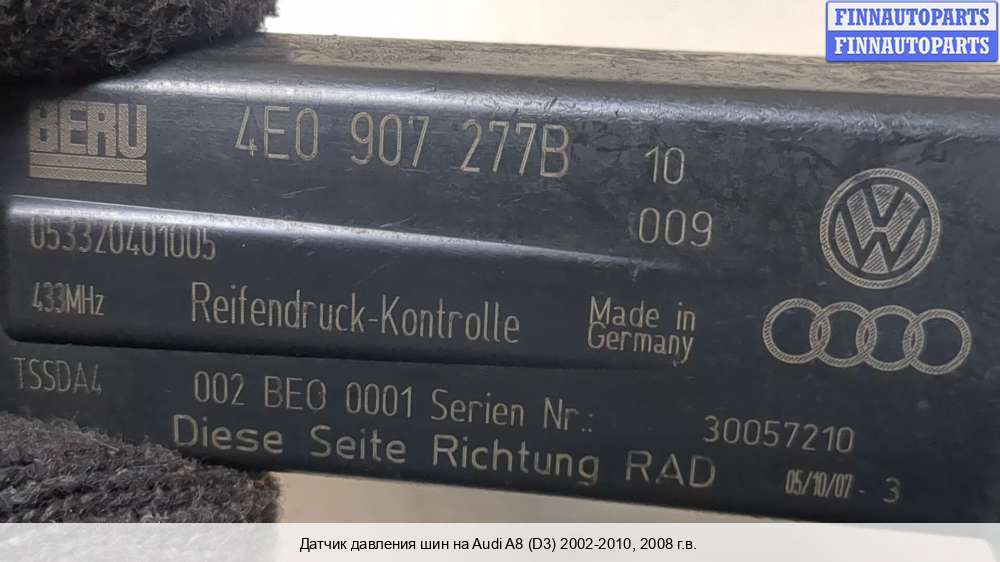 FINNAUTOPARTS
FINNAUTOPARTS
BERU
4E0 907 277B 10
009
053320401005
433MHz Reifendruck-Kontrolle
Made in
Germany
TSSDA4
002 BE0 0001 Serien Nr.: 30057210
Diese Seite Richtung RAD
05/10/07 - 3
Датчик давления шин на Audi A8 (D3) 2002-2010, 2008 г.в.